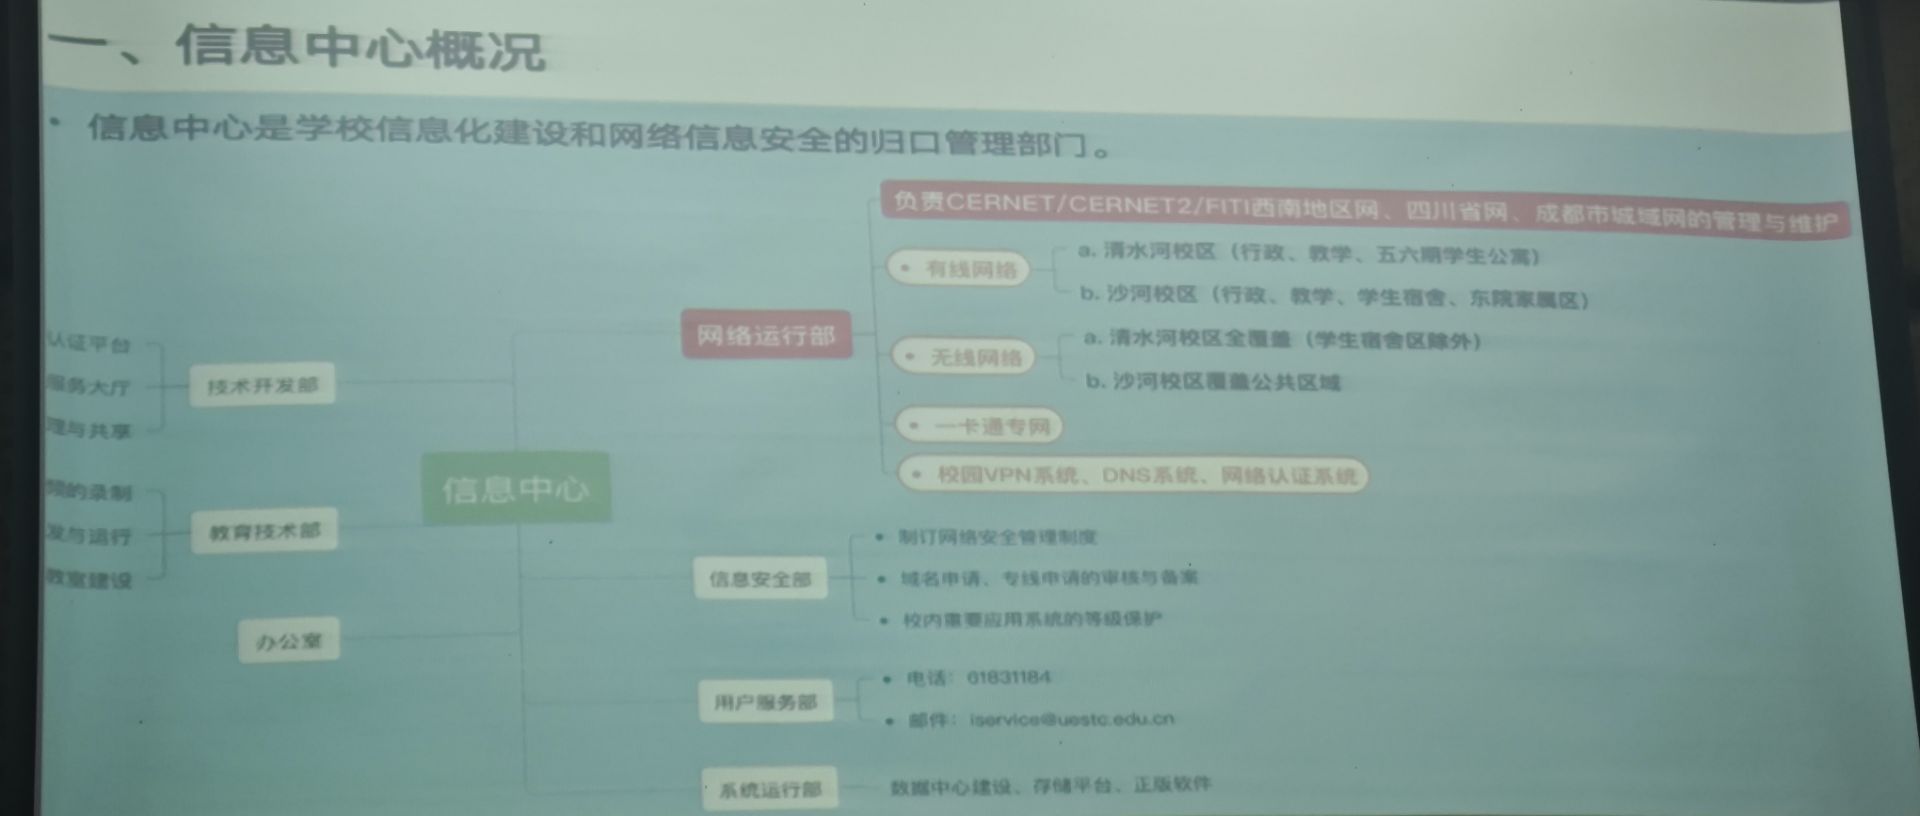 一、信息中心概况
• 信息中心是学校信息化建设和网络信息安全的归口管理部门。
负责CERNET/CERNET2/FITI西南地区网、四川省网、成都市城域网的管理与维护
• 有线网络
a. 清水河校区（行政、教学、五六期学生公寓）
b. 沙河校区（行政、教学、学生宿舍、东院家属区）
网络运行部
• 无线网络
a. 清水河校区全覆盖（学生宿舍区除外）
b. 沙河校区覆盖公共区域
• 一卡通专网
• 校园VPN系统、DNS系统、网络认证系统
认证平台
服务大厅
理与共享
技术开发部
信息中心
频的录制
发与运行
教室建设
教育技术部
办公室
信息安全部
• 制订网络安全管理制度
• 域名申请、专线申请的审核与备案
• 校内重要应用系统的等级保护
用户服务部
• 电话：61831184
• 邮件：iservice@uestc.edu.cn
系统运行部
数据中心建设、存储平台、正版软件